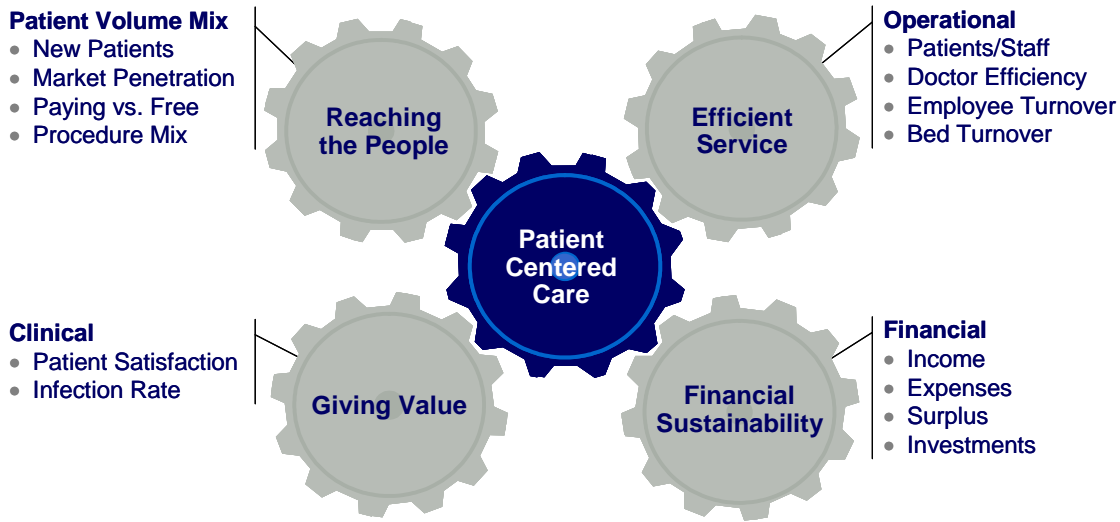 Patient Volume Mix
New Patients
Market Penetration
Paying vs. Free
Procedure Mix
Reaching
the People
Efficient
Service
Operational
Patients/Staff
Doctor Efficiency
Employee Turnover
Bed Turnover
Patient
Centered
Care
Clinical
Patient Satisfaction
Infection Rate
Giving Value
Financial
Sustainability
Financial
Income
Expenses
Surplus
Investments